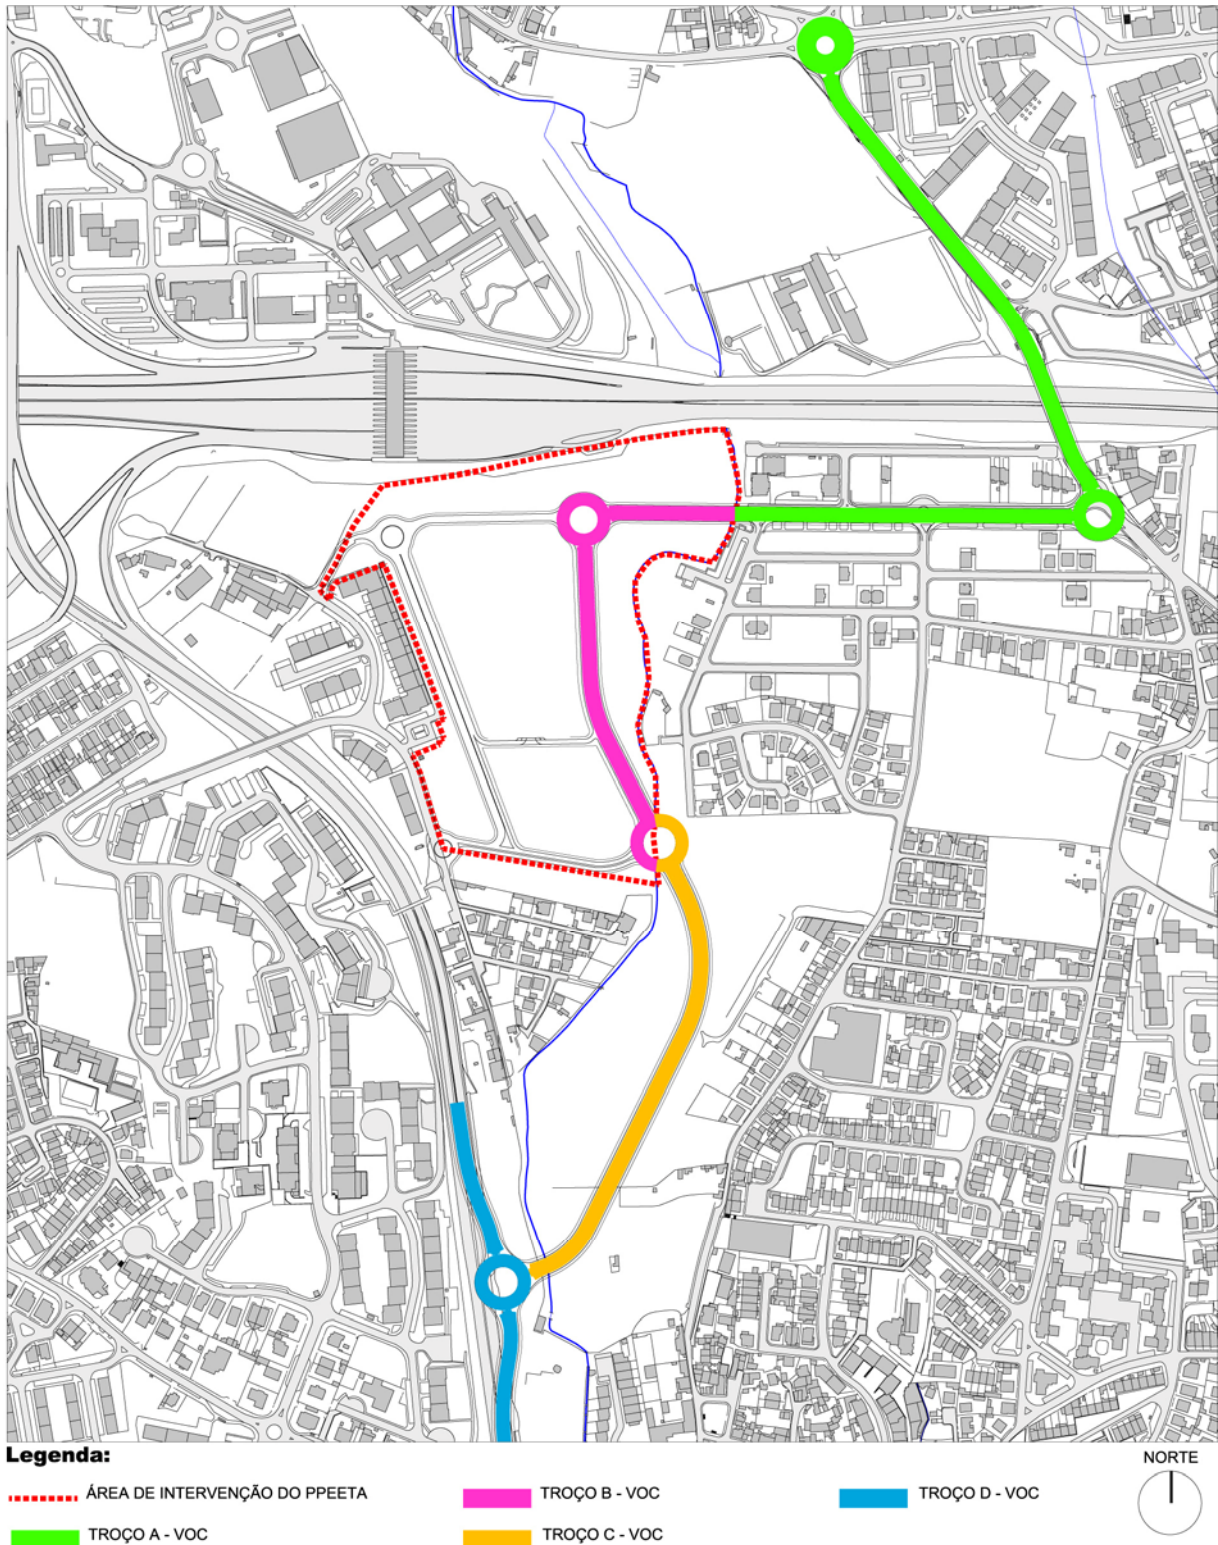 Legenda:
NORTE
ÁREA DE INTERVENÇÃO DO PPEETA
TROÇO B - VOC
TROÇO D - VOC
TROÇO A - VOC
TROÇO C - VOC